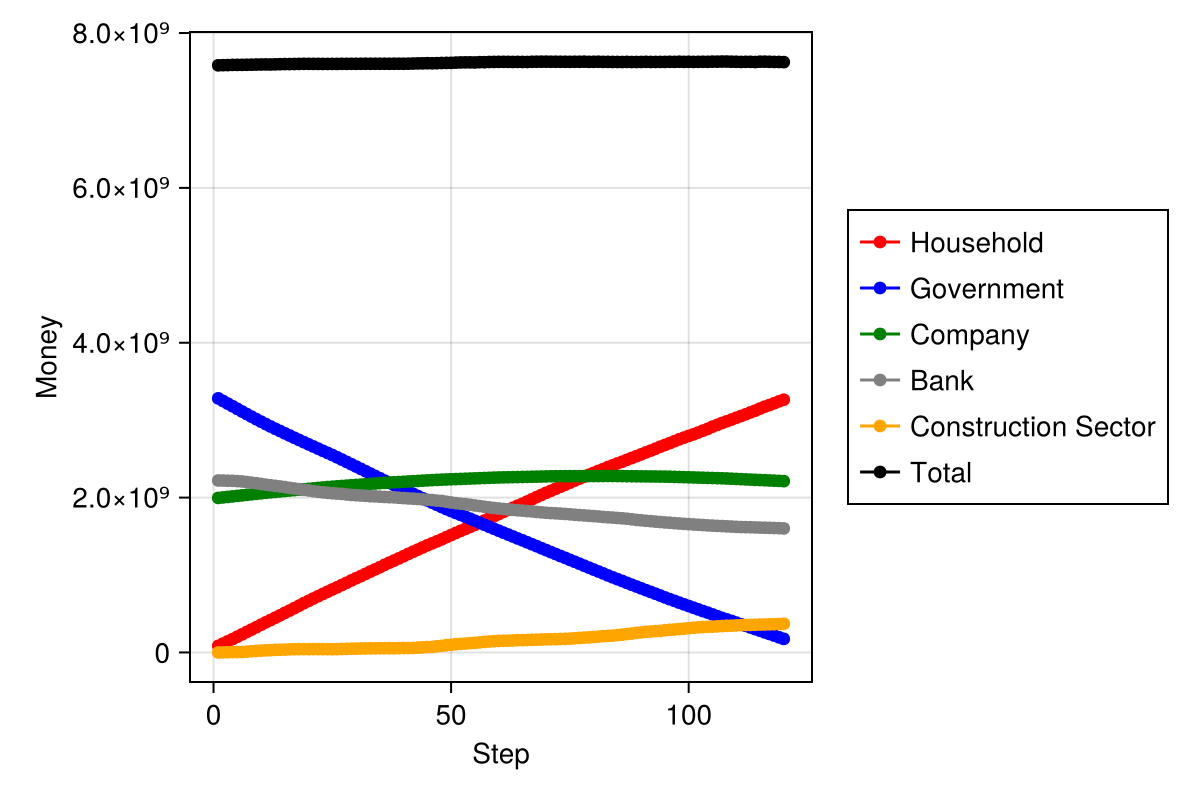 8.0×10⁹
6.0×10⁹
4.0×10⁹
2.0×10⁹
0
Money
0
50
100
Step
Household
Government
Company
Bank
Construction Sector
Total